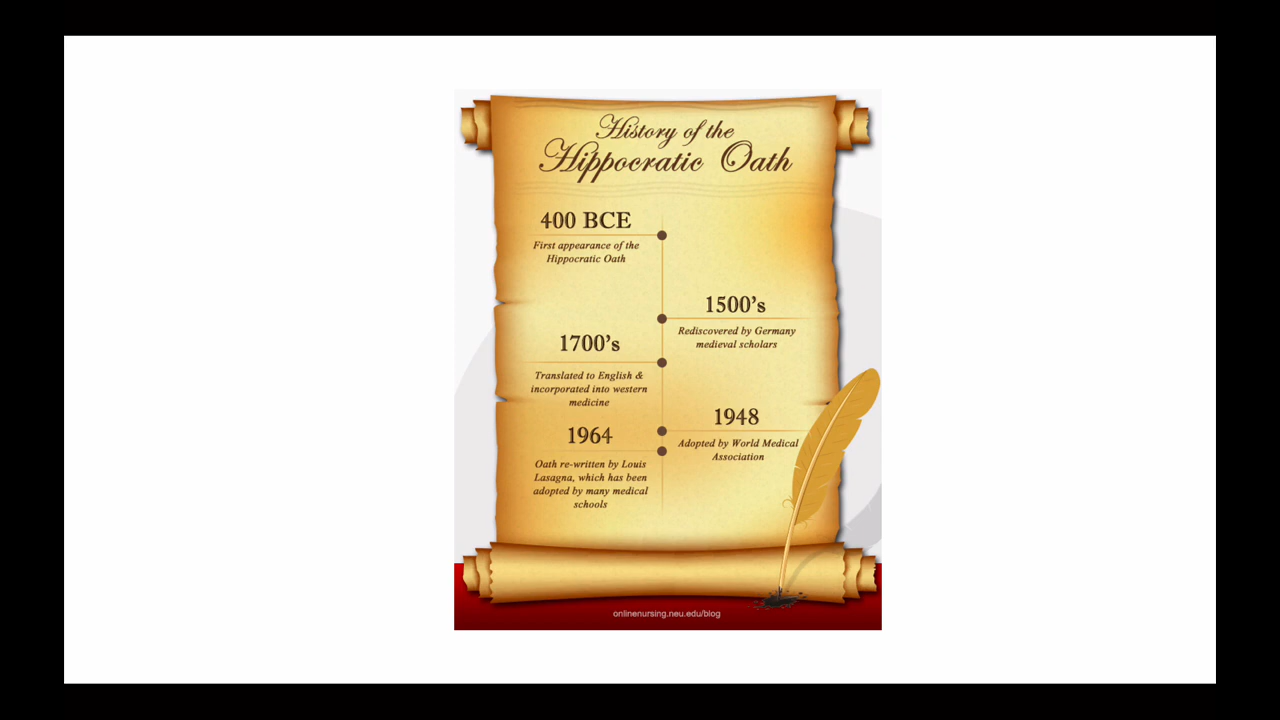 History of the
Hippocratic Oath
400 BCE
First appearance of the
Hippocratic Oath
1500's
Rediscovered by Germany
medieval scholars
1700's
Translated to English &
incorporated into western
medicine
1948
Adopted by World Medical
Association
1964
Oath re-written by Louis
Lasagna, which has been
adopted by many medical
schools
onlinenursing.neu.edu/blog